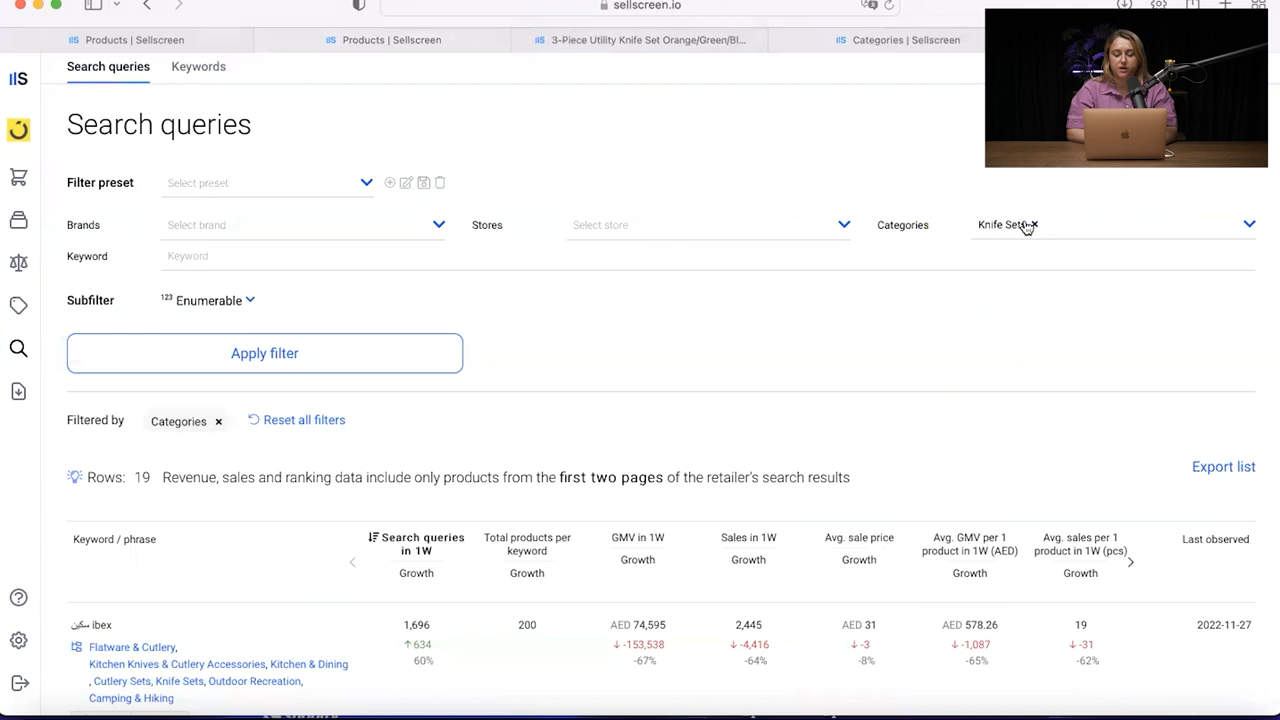 sellscreen.io
Products | Sellscreen
Products | Sellscreen
3-Piece Utility Knife Set Orange/Green/Bl...
Categories | Sellscreen
Search queries
Keywords
Search queries
Filter preset
Select preset
Brands
Select brand
Stores
Select store
Categories
Knife Sets
Keyword
Keyword
Subfilter
123 Enumerable
Apply filter
Filtered by
Categories
Reset all filters
Rows: 19 Revenue, sales and ranking data include only products from the first two pages of the retailer's search results
Export list
Keyword / phrase
Search queries
in 1W
Growth
Total products per
keyword
Growth
GMV in 1W
Growth
Sales in 1W
Growth
Avg. sale price
Growth
Avg. GMV per 1
product in 1W (AED)
Growth
Avg. sales per 1
product in 1W (pcs)
Growth
Last observed
سكين ibex
1,696
634
60%
200
AED 74,595
-153,538
-67%
2,445
-4,416
-64%
AED 31
-3
-8%
AED 578.26
-1,087
-65%
19
-31
-62%
2022-11-27
Flatware & Cutlery,
Kitchen Knives & Cutlery Accessories, Kitchen & Dining
, Cutlery Sets, Knife Sets, Outdoor Recreation,
Camping & Hiking